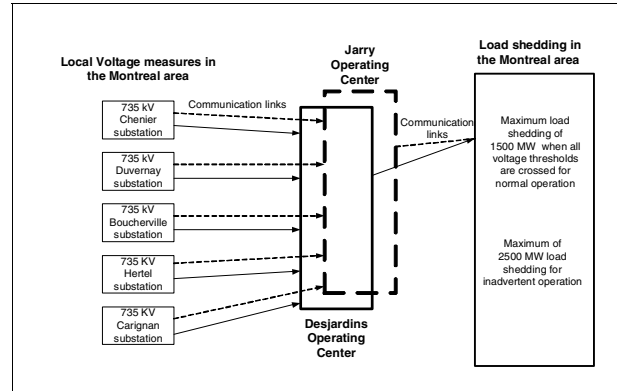 Local Voltage measures in
the Montreal area
Jarry
Operating
Center
Load shedding in
the Montreal area
735 kV
Chenier
substation
Communication links
735 kV
Duvernay
substation
735 kV
Boucherville
substation
735 KV
Hertel
substation
735 KV
Carignan
substation
Communication
links
Desjardins
Operating
Center
Maximum load
shedding of
1500 MW when all
voltage thresholds
are crossed for
normal operation
Maximum of
2500 MW load
shedding for
inadvertent operation